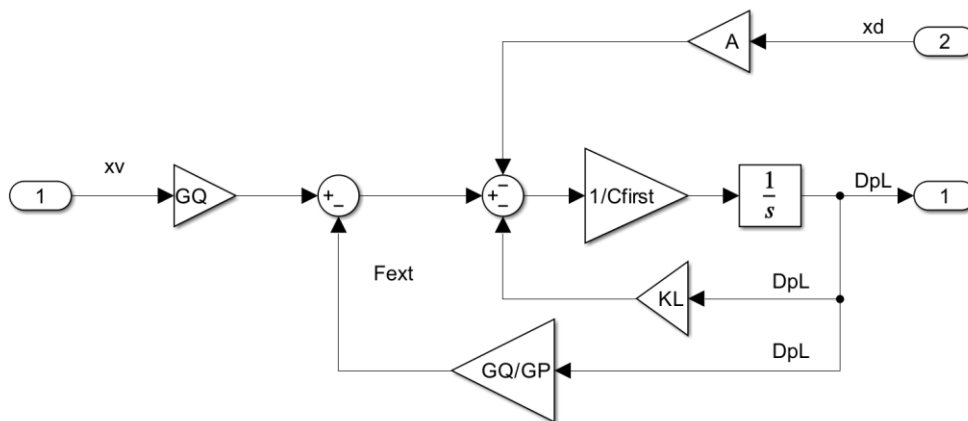 A
xd
2
xv
1
GQ
+
−
−
+
−
1/Cfirst
1
s
DpL
1
Fext
KL
DpL
GQ/GP
DpL